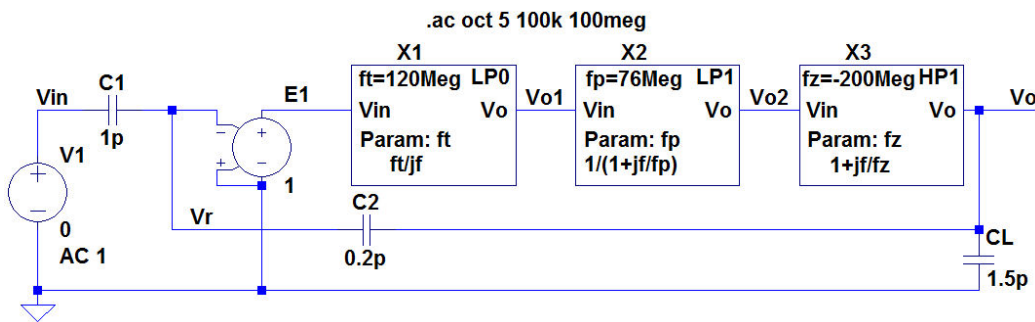 .ac oct 5 100k 100meg
X1
X2
X3
C1
ft=120Meg LP0
fp=76Meg LP1
fz=-200Meg HP1
Vin
E1
Vin Vo
Vo1
Vin Vo
Vo2
Vin Vo
Vo
1p
V1
Param: ft
Param: fp
Param: fz
ft/jf
1/(1+jf/fp)
1+jf/fz
1
C2
Vr
0
0.2p
CL
AC 1
1.5p